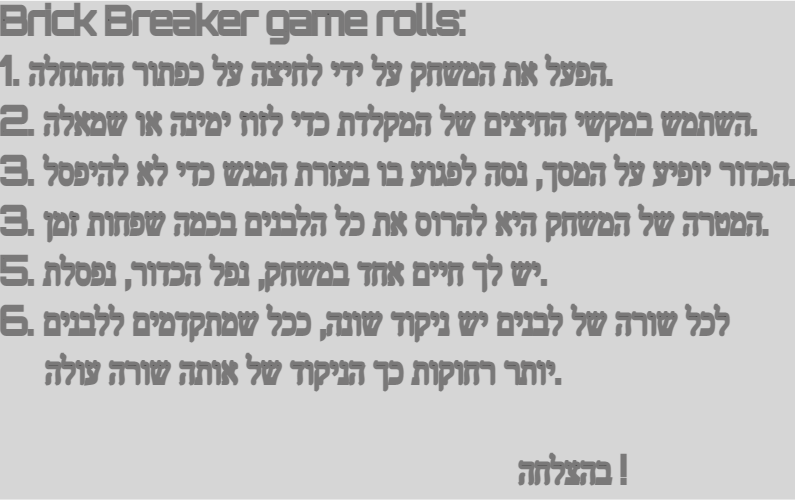 Brick Breaker game rolls:
1. הפעל את המשחק על ידי לחיצה על כפתור ההתחלה.
2. השתמש במקשי החיצים של המקלדת כדי לזוז ימינה או שמאלה.
3. הכדור יופיע על המסך, נסה לפגוע בו בעזרת המגש כדי לא להיפסל.
3. המטרה של המשחק היא להרוס את כל הלבנים בכמה שפחות זמן.
5. יש לך חיים אחד במשחק, נפל הכדור, נפסלת.
6. לכל שורה של לבנים יש ניקוד שונה, ככל שמתקדמים ללבנים
יותר רחוקות כך הניקוד של אותה שורה עולה.
בהצלחה !